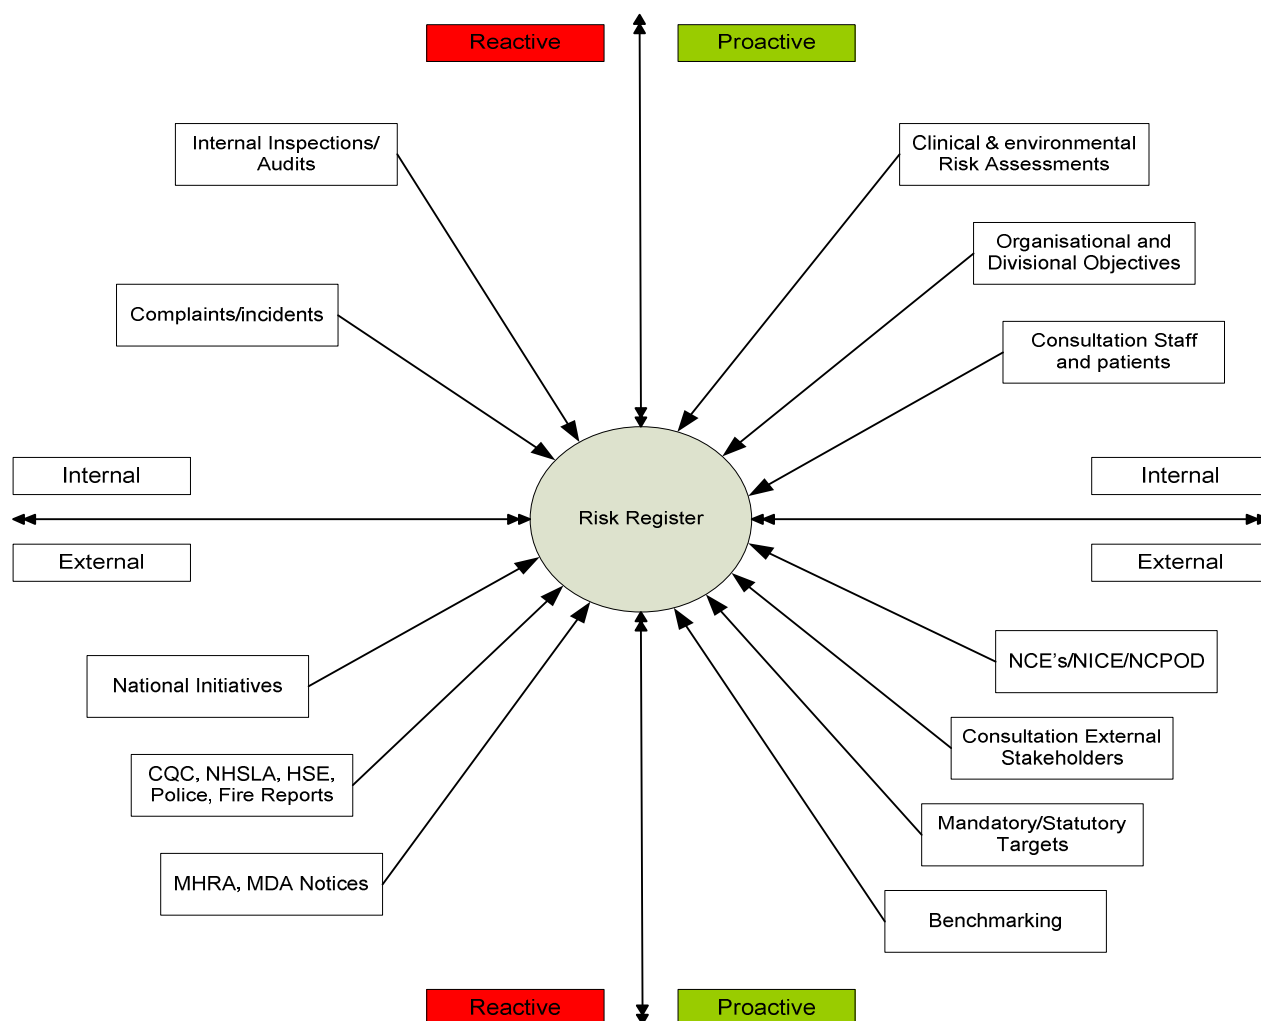 Reactive
Proactive
Internal Inspections/
Audits
Clinical & environmental
Risk Assessments
Organisational and
Divisional Objectives
Complaints/incidents
Consultation Staff
and patients
Internal
Internal
Risk Register
External
External
National Initiatives
NCE's/NICE/NCPOD
Consultation External
Stakeholders
CQC, NHSLA, HSE,
Police, Fire Reports
Mandatory/Statutory
Targets
MHRA, MDA Notices
Benchmarking
Reactive
Proactive